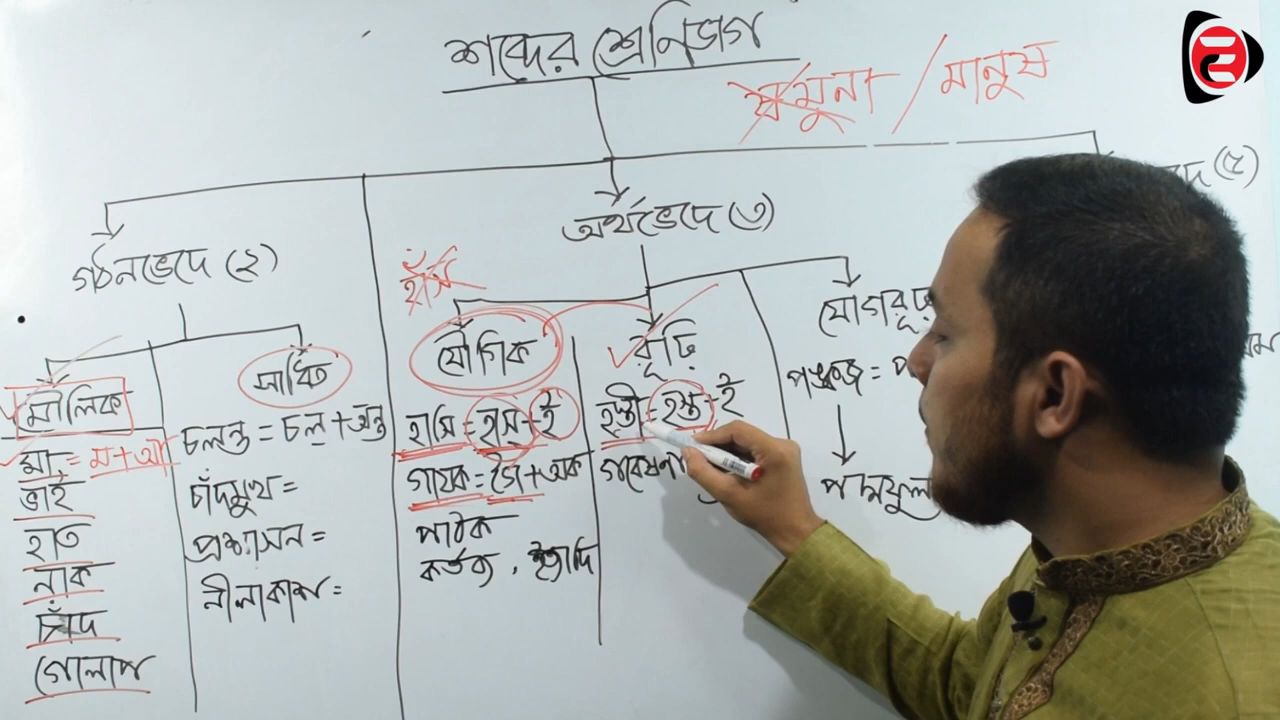 শব্দের শ্রেনিভাগ
যমুনা / মানুষ
গঠনভেদে (২)
অর্থভেদে (৩)
ভেদে (৫)
মৌলিক
মা = ম+আ
ভাই
হাত
নাক
চাঁদ
গোলাপ
সাধিত
চলন্ত = চল্+অন্ত
চাঁদমুখ =
প্রশাসন =
নীলাকাশ =
যৌগিক
হাসি = হাস্+ই
গায়ক = গৈ+অক
পাঠক
কর্তব্য, ইত্যাদি
রূঢ়ি
হস্তী = হস্ত+ই
গবেষণা
যোগরূঢ়
পঙ্কজ = প
পদ্মফুল